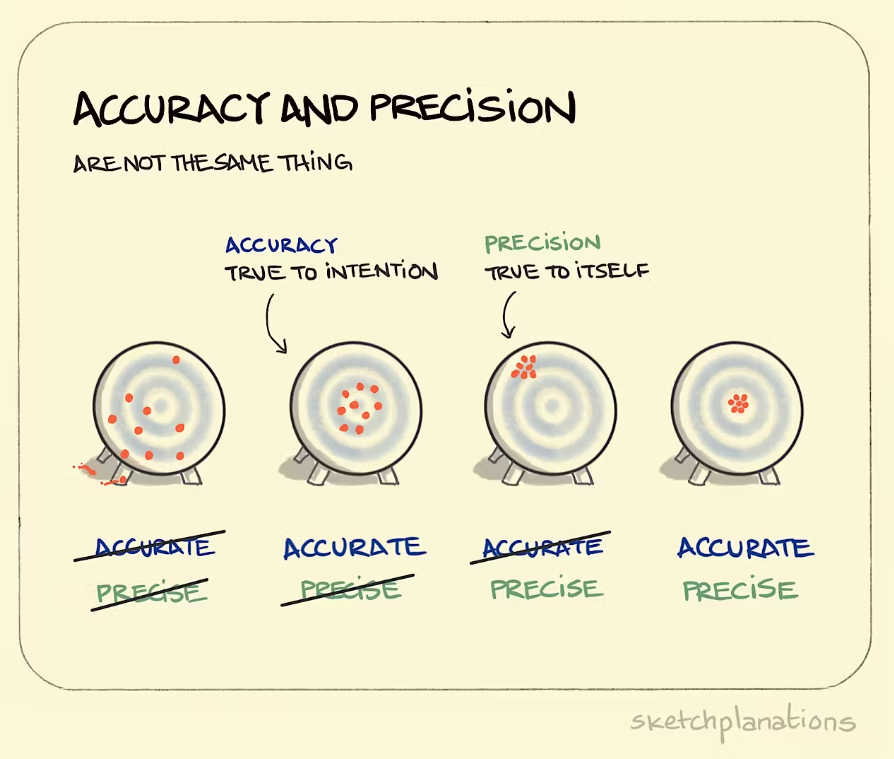 ACCURACY AND PRECISION
ARE NOT THE SAME THING
ACCURACY
TRUE TO INTENTION
PRECISION
TRUE TO ITSELF
ACCURATE
PRECISE
ACCURATE
PRECISE
ACCURATE
PRECISE
ACCURATE
PRECISE
sketchplanations